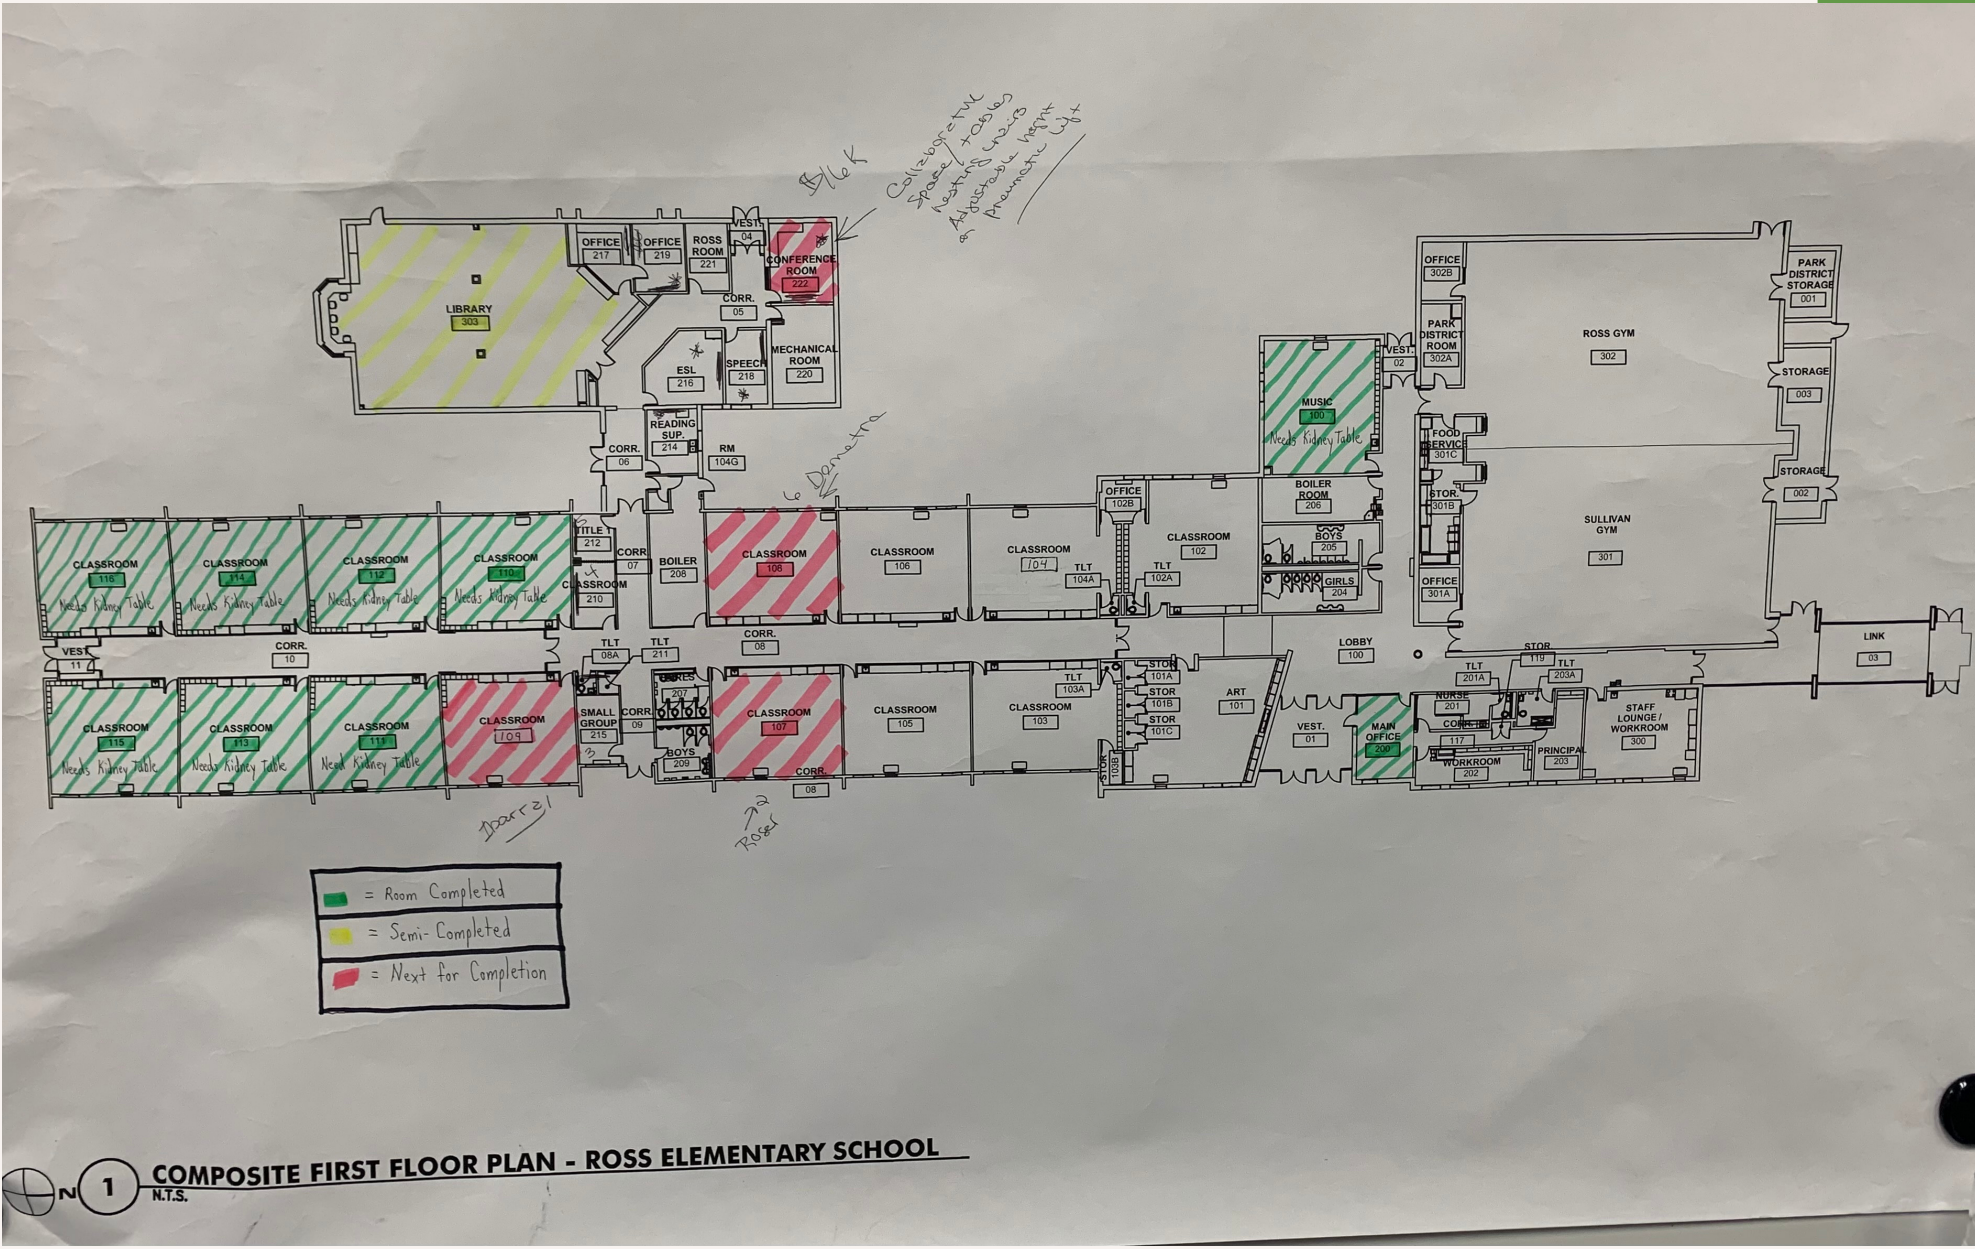 Collaborative
space / tables
nesting chairs
Adjustable height
or pneumatic lift
$16K
OFFICE
217
OFFICE
219
ROSS
ROOM
221
VEST.
04
CONFERENCE
ROOM
222
LIBRARY
303
CORR.
05
ESL
216
SPEECH
218
MECHANICAL
ROOM
220
READING
SUP.
214
CORR.
06
RM
104G
Demetra
6
OFFICE
302B
PARK
DISTRICT
ROOM
302A
VEST.
02
ROSS GYM
302
PARK
DISTRICT
STORAGE
001
STORAGE
003
STORAGE
002
MUSIC
100
Needs Kidney Table
FOOD
SERVICE
301C
STOR.
301B
OFFICE
301A
SULLIVAN
GYM
301
BOILER
ROOM
206
BOYS
205
GIRLS
204
CLASSROOM
116
Needs Kidney Table
CLASSROOM
114
Needs Kidney Table
CLASSROOM
112
Needs Kidney Table
CLASSROOM
110
Needs Kidney Table
TITLE 1
212
CLASSROOM
210
CORR.
07
BOILER
208
CLASSROOM
108
CLASSROOM
106
CLASSROOM
104
TLT
104A
OFFICE
102B
TLT
102A
CLASSROOM
102
VEST
11
CORR.
10
TLT
08A
TLT
211
CORR.
08
LOBBY
100
LINK
03
CLASSROOM
115
Needs Kidney Table
CLASSROOM
113
Needs Kidney Table
CLASSROOM
111
Need Kidney Table
CLASSROOM
109
SMALL
GROUP
215
3
CORR.
09
GIRLS
207
BOYS
209
CLASSROOM
107
CORR.
08
CLASSROOM
105
CLASSROOM
103
TLT
103A
STOR
103B
STOR
101A
STOR
101B
STOR
101C
ART
101
VEST.
01
MAIN
OFFICE
200
NURSE
201
TLT
201A
STOR
119
TLT
203A
CORR.
117
WORKROOM
202
PRINCIPAL
203
STAFF
LOUNGE /
WORKROOM
300
Ibarra
2
Roser
= Room Completed
= Semi-Completed
= Next for Completion
N
1
COMPOSITE FIRST FLOOR PLAN - ROSS ELEMENTARY SCHOOL
N.T.S.